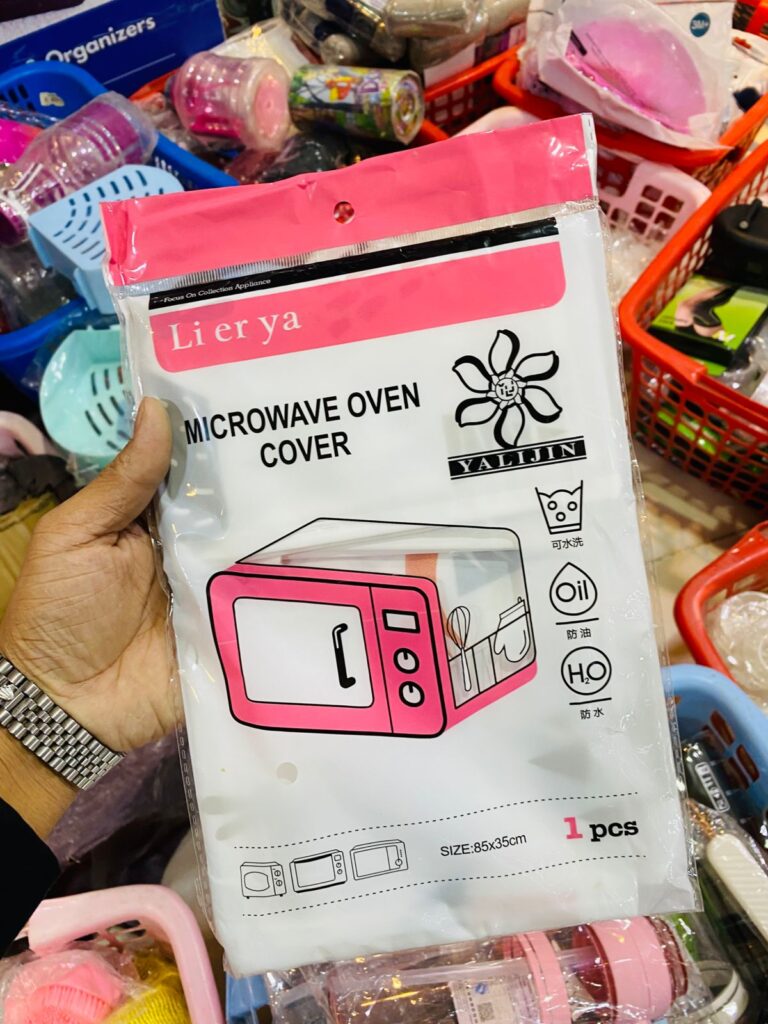 Organizers
3M
Focus On Collection Appliance
Li er ya
MICROWAVE OVEN
COVER
YALIJIN
可水洗
Oil
防油
H₂O
防水
SIZE:85x35cm
1 pcs